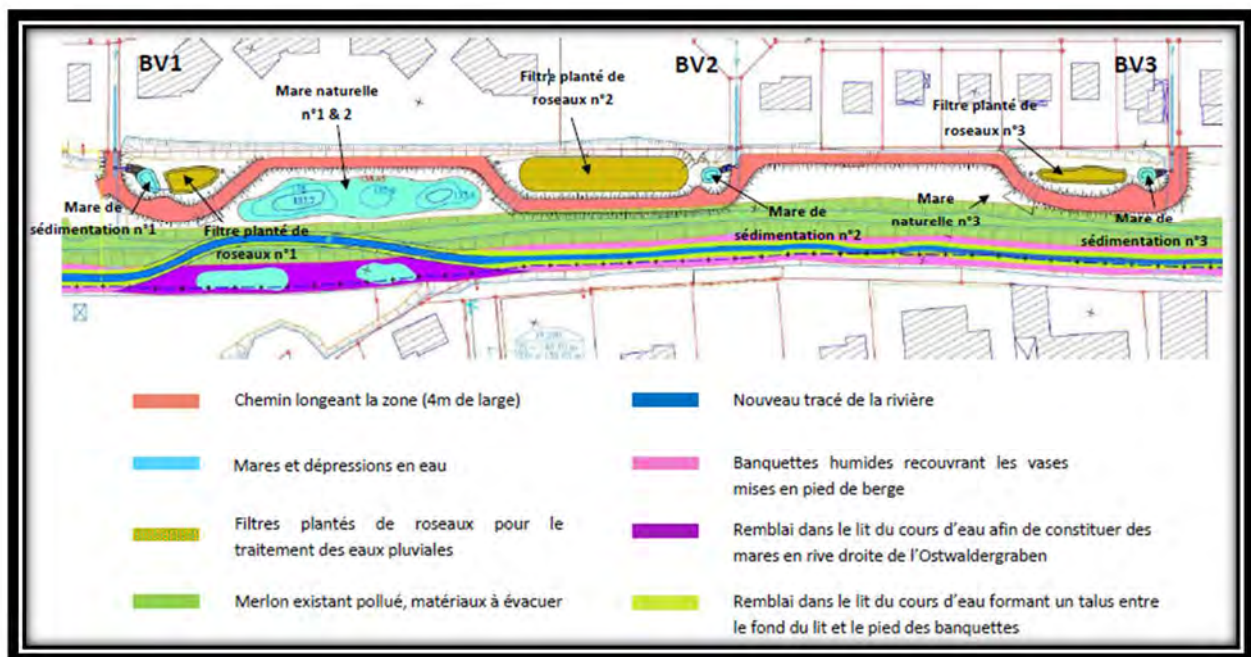 BV1
BV2
BV3
Mare naturelle
n°1 & 2
Filtre planté de
roseaux n°2
Filtre planté de
roseaux n°3
Mare de
sédimentation n°1
Filtre planté de
roseaux n°1
Mare de
sédimentation n°2
Mare
naturelle n°3
Mare de
sédimentation n°3
Chemin longeant la zone (4m de large)
Mares et dépressions en eau
Filtres plantés de roseaux pour le
traitement des eaux pluviales
Merlon existant pollué, matériaux à évacuer
Nouveau tracé de la rivière
Banquettes humides recouvrant les vases
mises en pied de berge
Remblai dans le lit du cours d'eau afin de constituer des
mares en rive droite de l'Ostwaldergraben
Remblai dans le lit du cours d'eau formant un talus entre
le fond du lit et le pied des banquettes